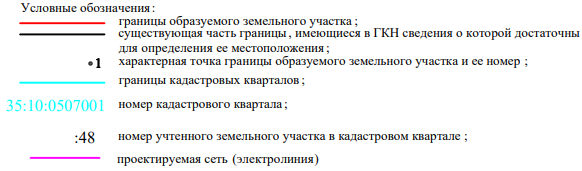 Условные обозначения:
границы образуемого земельного участка;
существующая часть границы, имеющиеся в ГКН сведения о которой достаточны
для определения ее местоположения;
•1 характерная точка границы образуемого земельного участка и ее номер ;
границы кадастровых кварталов;
35:10:0507001 номер кадастрового квартала;
:48 номер учтенного земельного участка в кадастровом квартале ;
проектируемая сеть (электролиния)